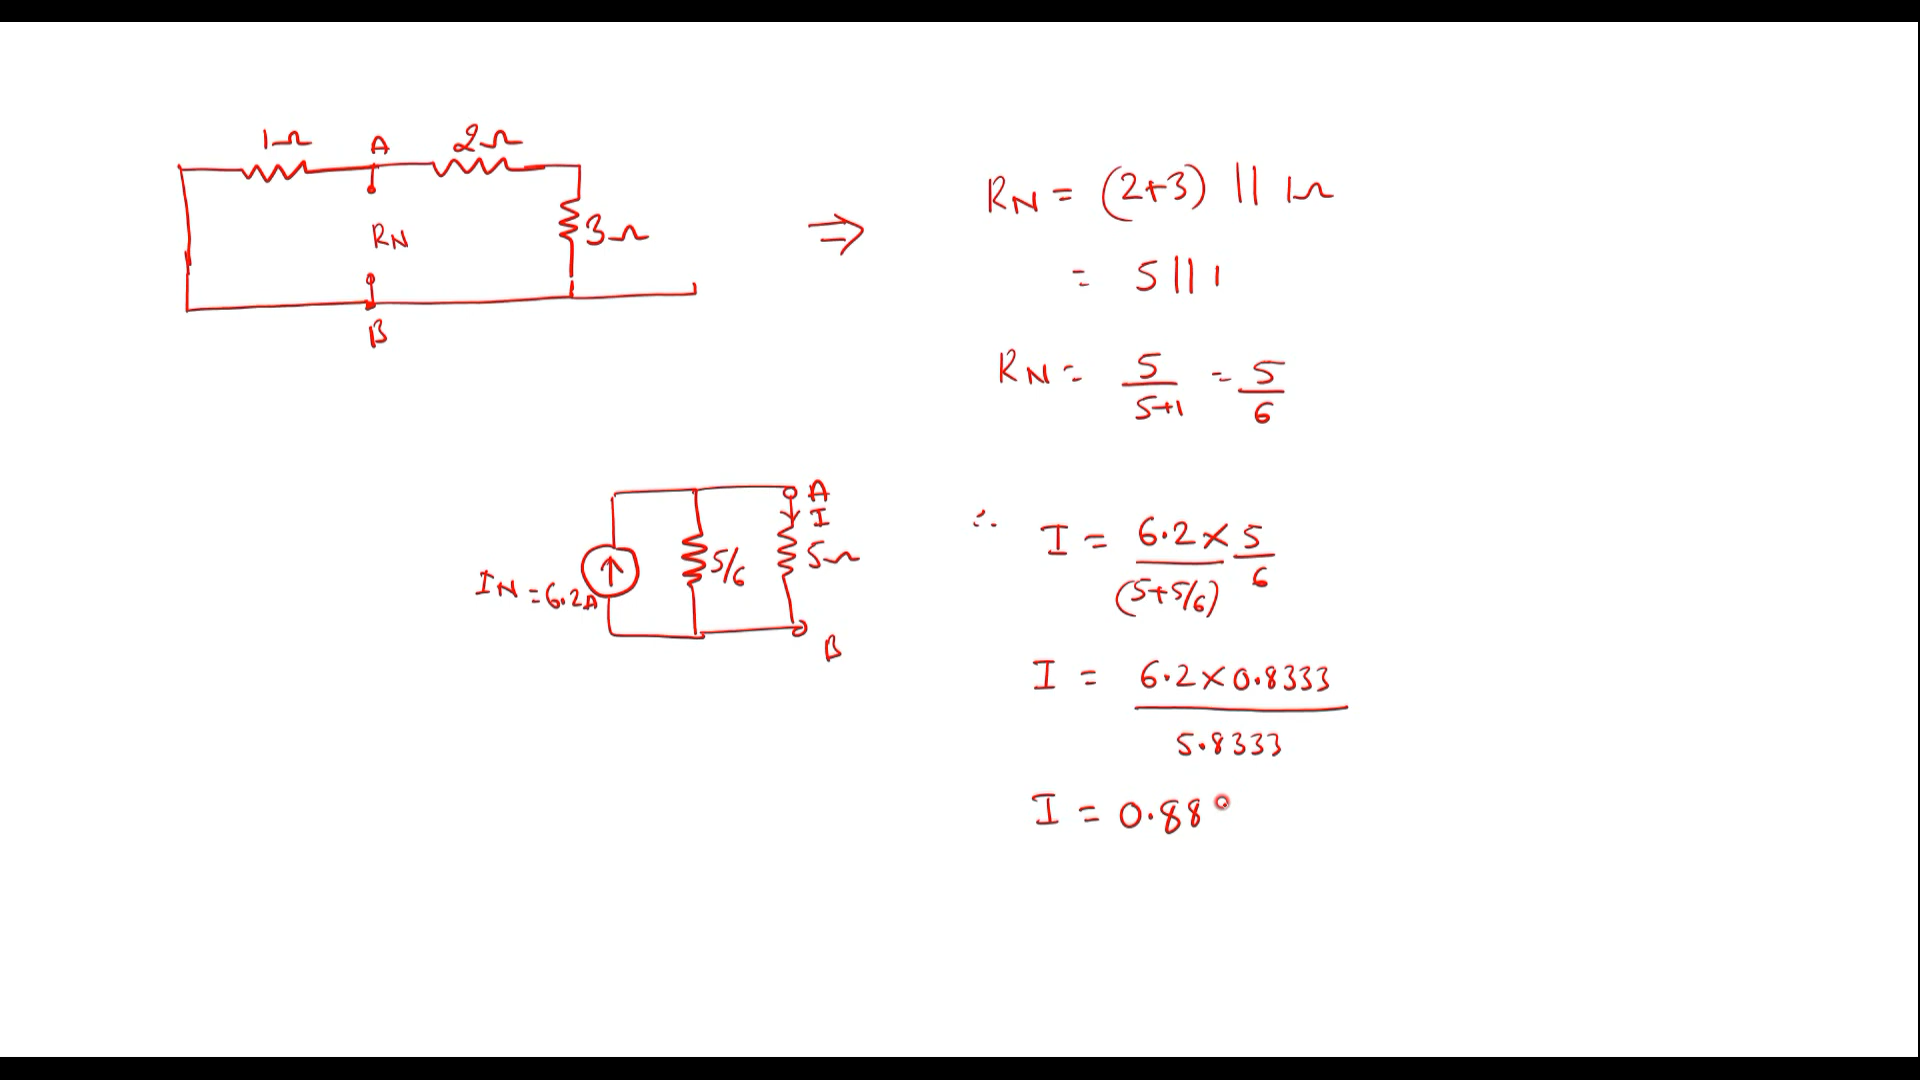 1Ω A 2Ω
RN 3Ω
B
⇒
RN = (2+3) || 1Ω
= 5 || 1
RN = 5/(5+1) = 5/6
IN = 6.2A
5/6
A
I
5Ω
B
∴ I = 6.2 × 5/6 / (5+5/6)
I = 6.2 × 0.8333 / 5.8333
I = 0.88